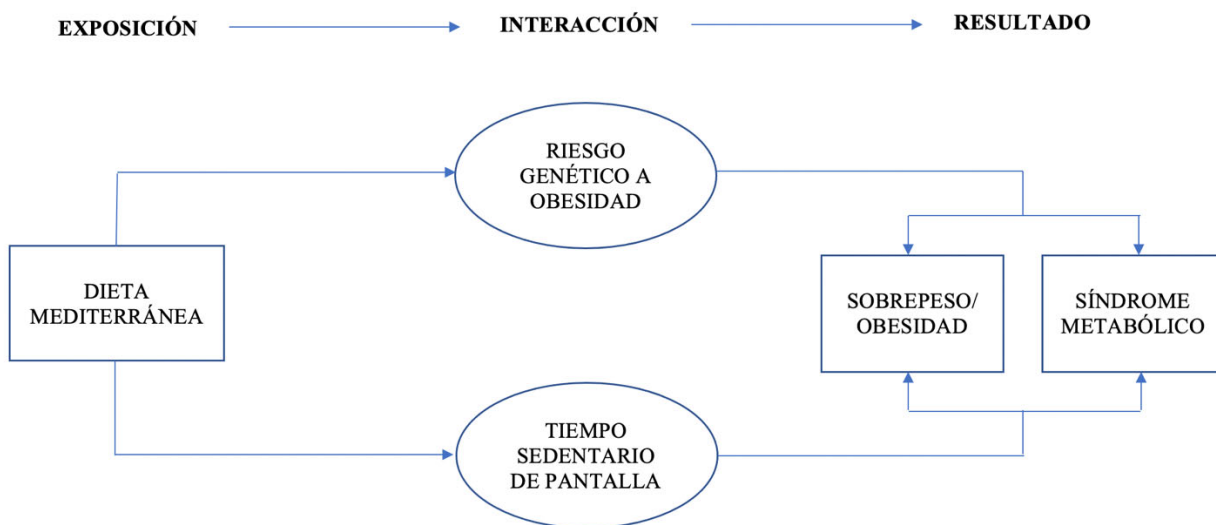 EXPOSICIÓN INTERACCIÓN RESULTADO
RIESGO
GENÉTICO A
OBESIDAD
DIETA
MEDITERRÁNEA
SOBREPESO/
OBESIDAD
SÍNDROME
METABÓLICO
TIEMPO
SEDENTARIO
DE PANTALLA